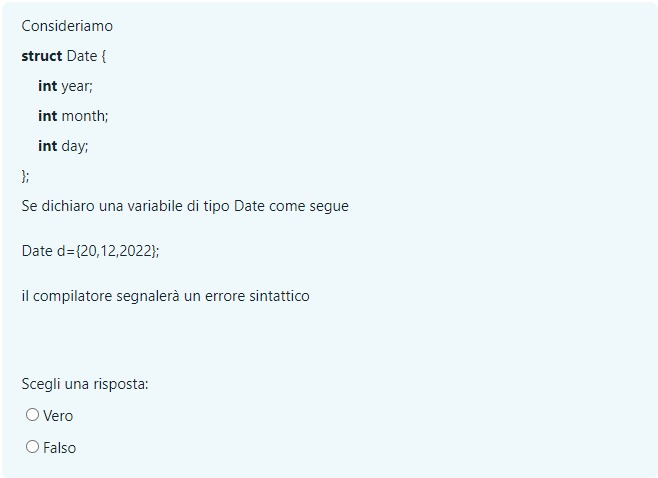 Consideriamo
struct Date {
int year;
int month;
int day;
};
Se dichiaro una variabile di tipo Date come segue
Date d={20,12,2022};
il compilatore segnalerà un errore sintattico
Scegli una risposta:
Vero
Falso